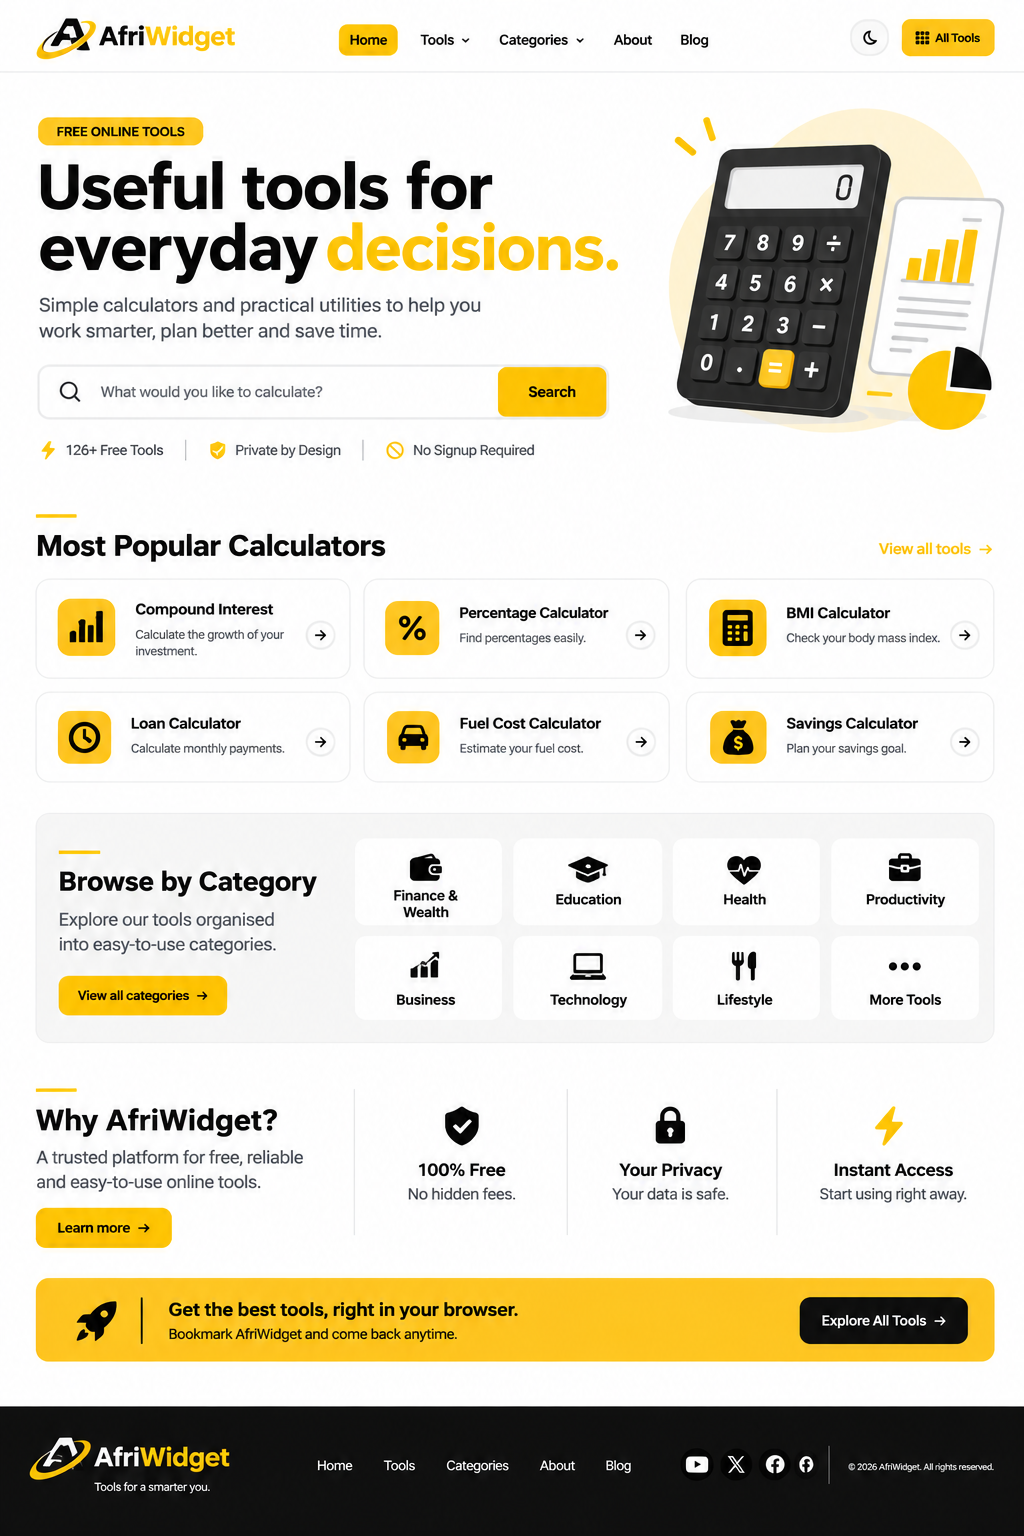 AfriWidget
Home
Tools
Categories
About
Blog
All Tools
FREE ONLINE TOOLS
Useful tools for
everyday decisions.
Simple calculators and practical utilities to help you
work smarter, plan better and save time.
What would you like to calculate?
Search
126+ Free Tools
Private by Design
No Signup Required
0
7 8 9 ÷
4 5 6 ×
1 2 3 −
0 . = +
Most Popular Calculators
View all tools →
Compound Interest
Calculate the growth of your
investment.
%
Percentage Calculator
Find percentages easily.
BMI Calculator
Check your body mass index.
Loan Calculator
Calculate monthly payments.
Fuel Cost Calculator
Estimate your fuel cost.
$
Savings Calculator
Plan your savings goal.
Browse by Category
Explore our tools organised
into easy-to-use categories.
View all categories →
Finance &
Wealth
Education
Health
Productivity
Business
Technology
Lifestyle
More Tools
Why AfriWidget?
A trusted platform for free, reliable
and easy-to-use online tools.
Learn more →
100% Free
No hidden fees.
Your Privacy
Your data is safe.
Instant Access
Start using right away.
Get the best tools, right in your browser.
Bookmark AfriWidget and come back anytime.
Explore All Tools →
AfriWidget
Tools for a smarter you.
Home
Tools
Categories
About
Blog
© 2026 AfriWidget. All rights reserved.